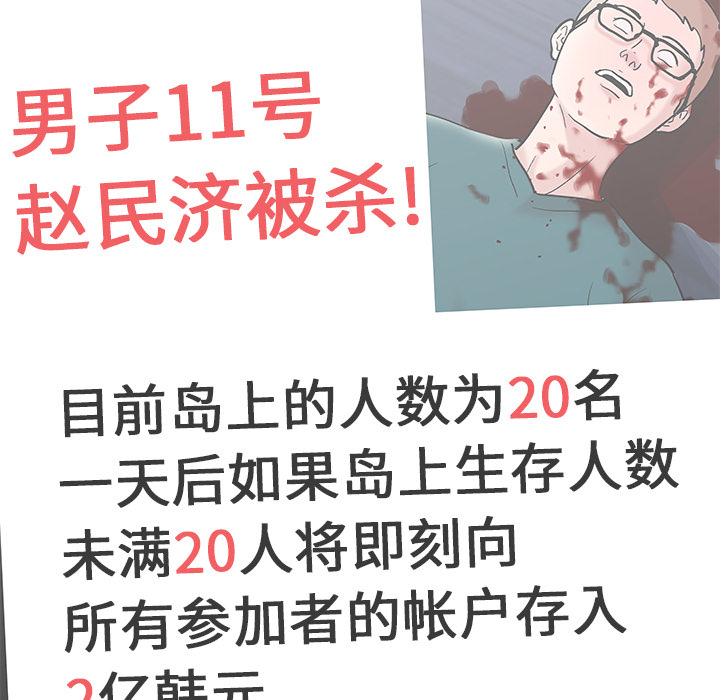 男子11号
赵民济被杀!
目前岛上的人数为20名
一天后如果岛上生存人数
未满20人将即刻向
所有参加者的帐户存入
2亿韩元